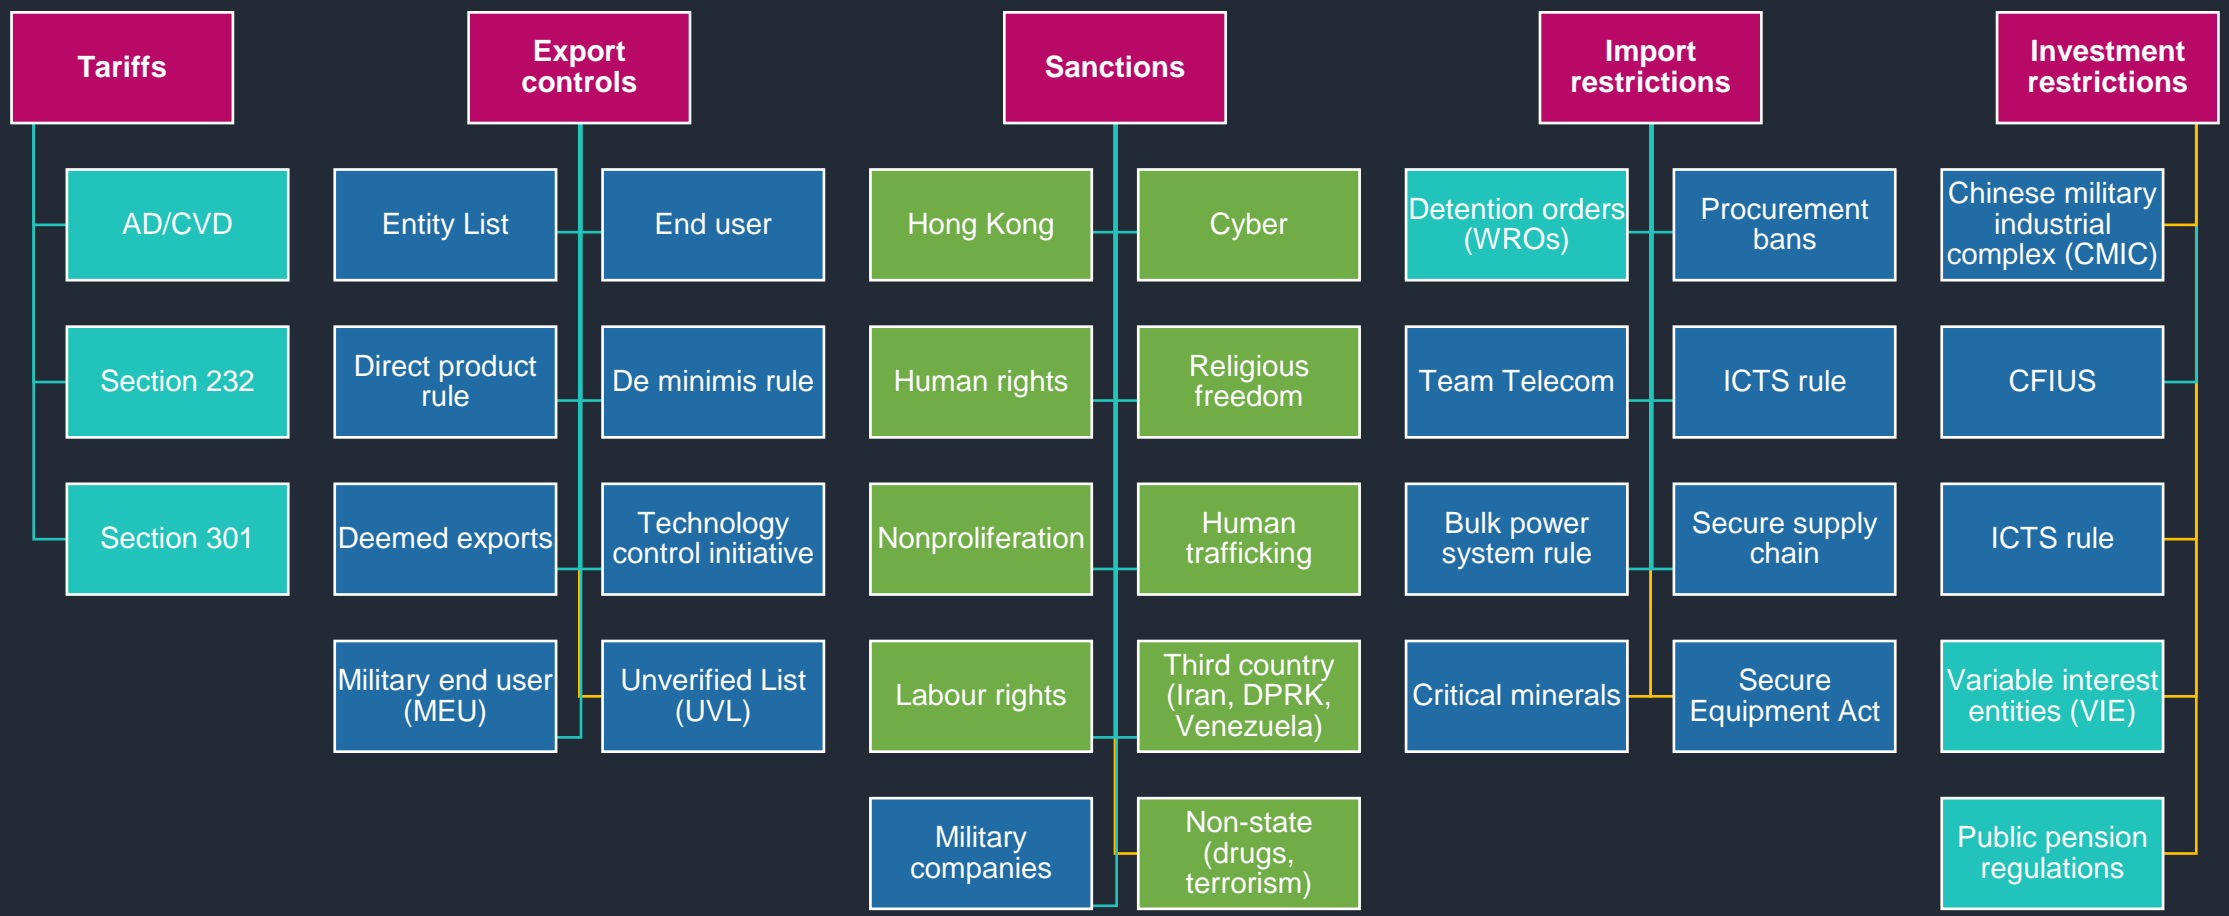 Tariffs
AD/CVD
Section 232
Section 301
Export
controls
Entity List
End user
Direct product
rule
De minimis rule
Deemed exports
Technology
control initiative
Military end user
(MEU)
Unverified List
(UVL)
Sanctions
Hong Kong
Cyber
Human rights
Religious
freedom
Nonproliferation
Human
trafficking
Labour rights
Third country
(Iran, DPRK,
Venezuela)
Military
companies
Non-state
(drugs,
terrorism)
Import
restrictions
Detention orders
(WROs)
Procurement
bans
Team Telecom
ICTS rule
Bulk power
system rule
Secure supply
chain
Critical minerals
Secure
Equipment Act
Investment
restrictions
Chinese military
industrial
complex (CMIC)
CFIUS
ICTS rule
Variable interest
entities (VIE)
Public pension
regulations